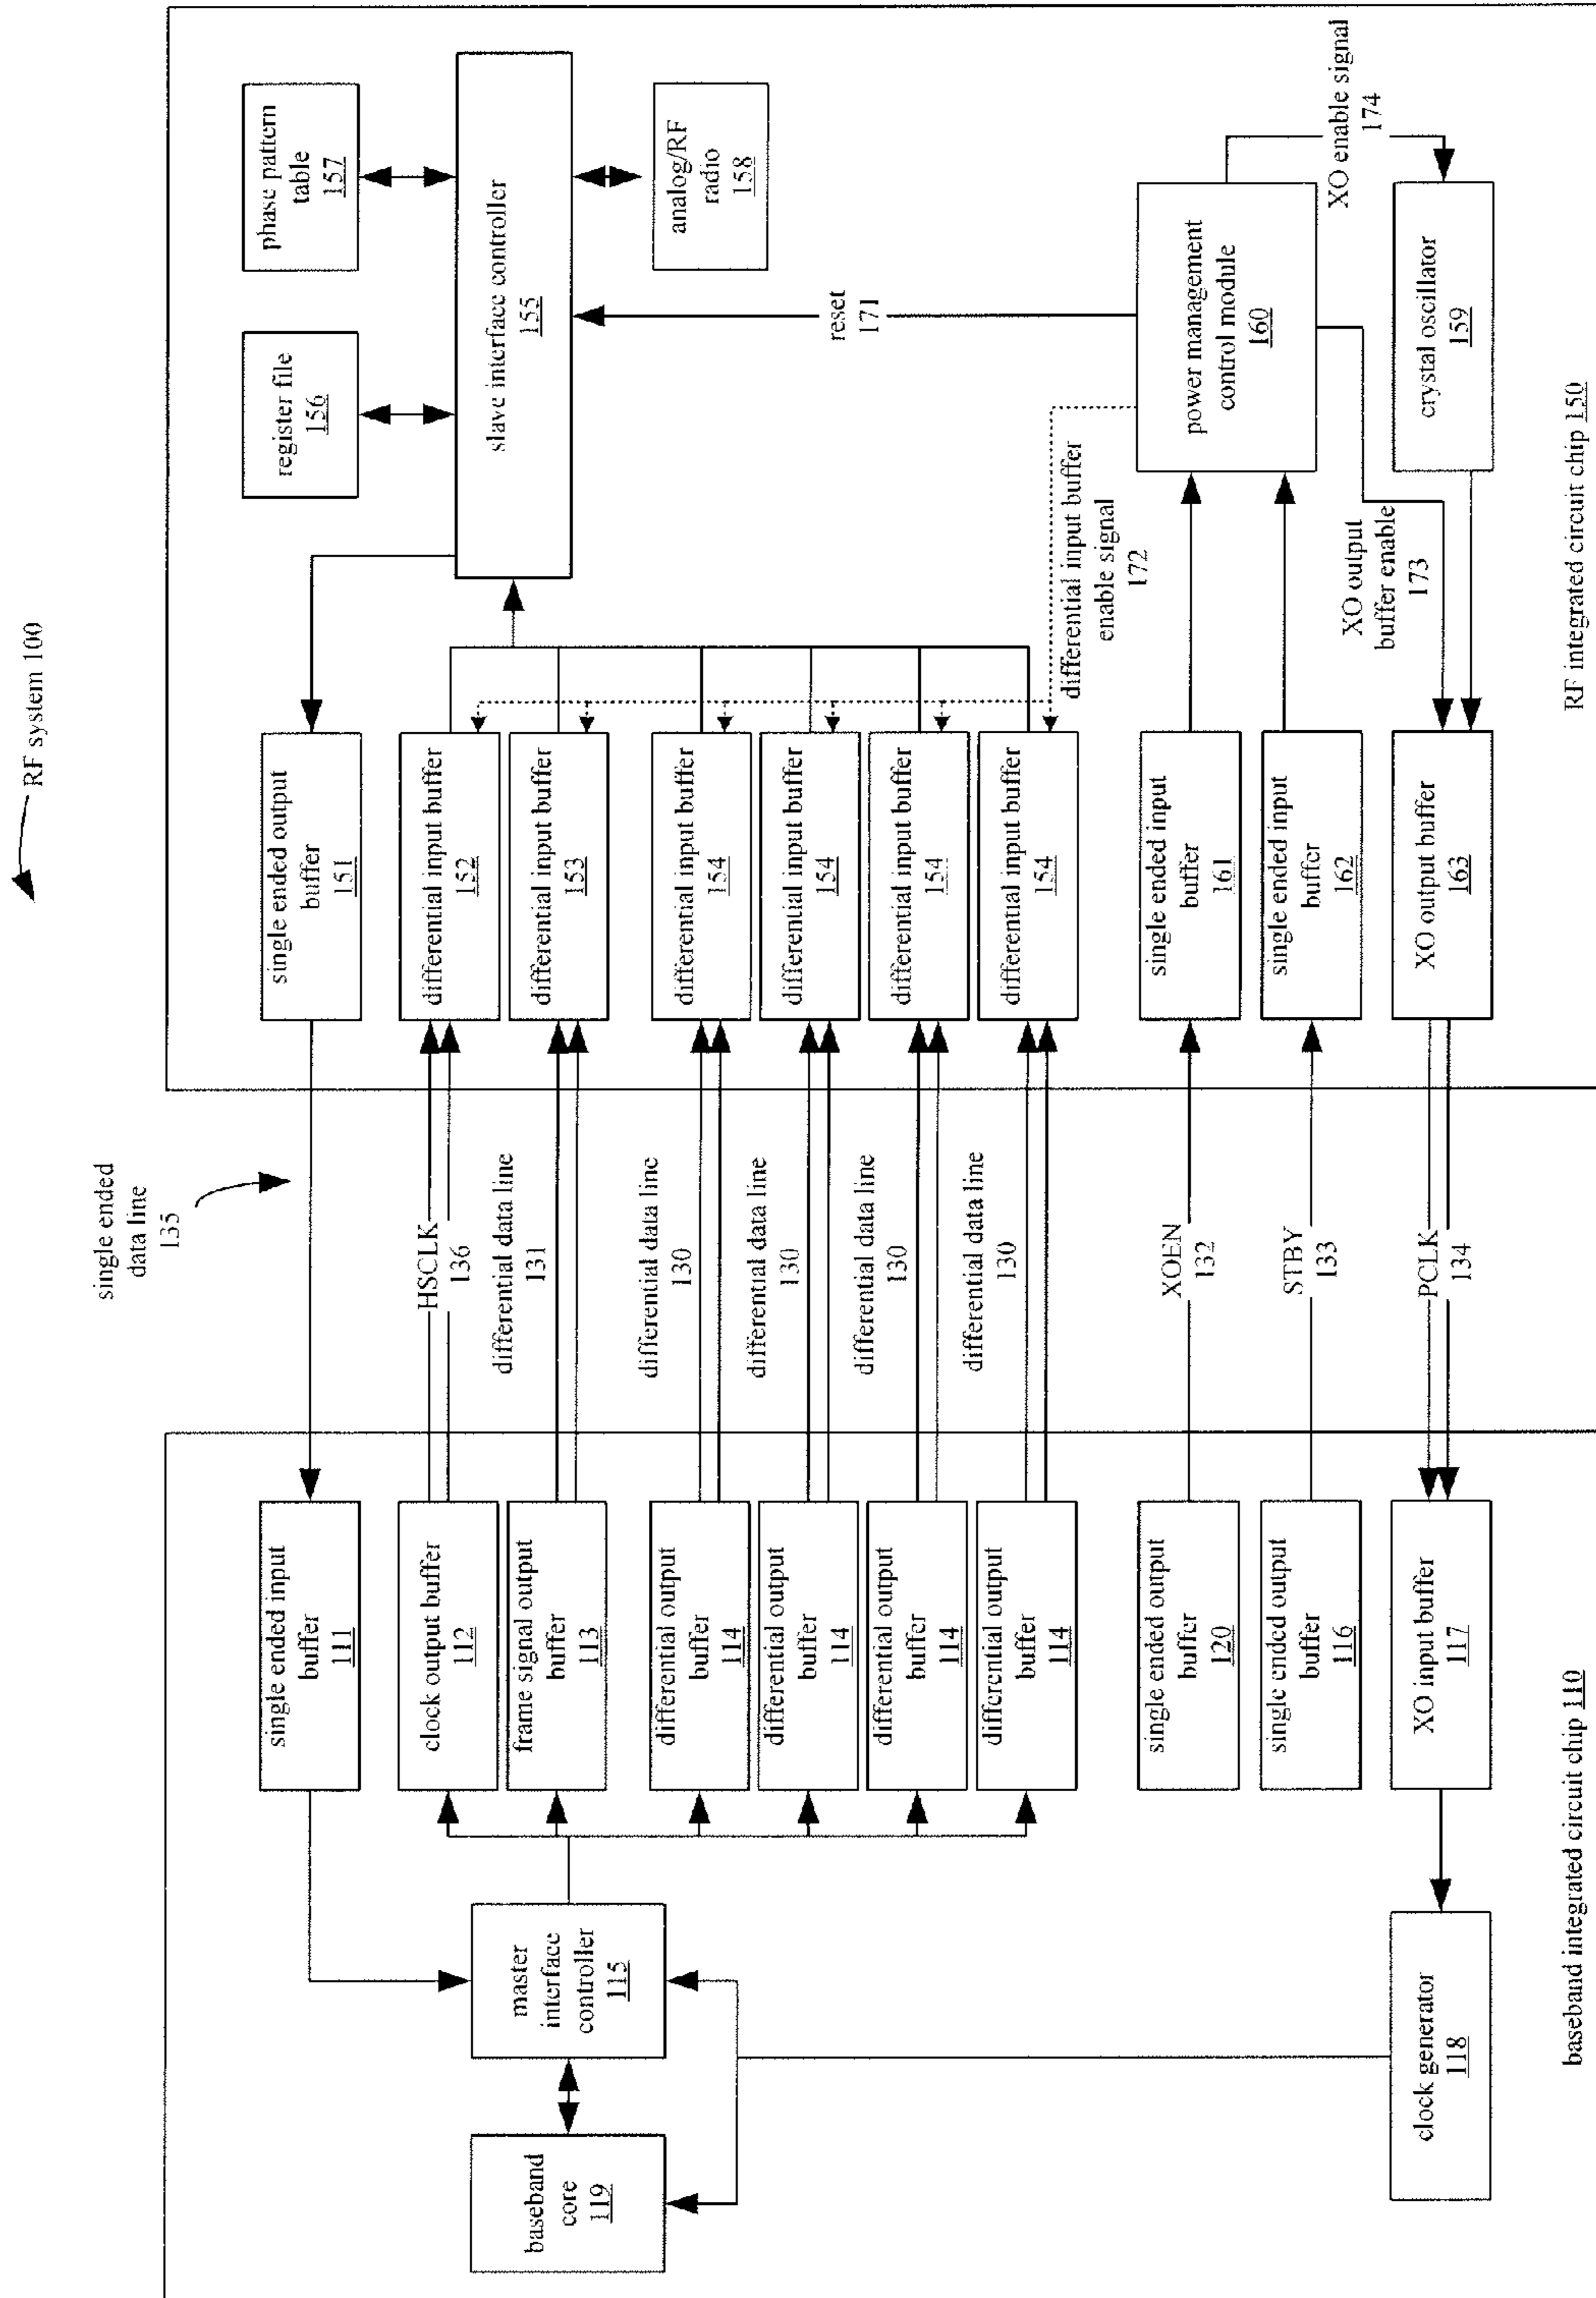 RF system 100
single ended
data line
135
single ended input
buffer
111
clock output buffer
112
frame signal output
buffer
113
differential output
buffer
114
differential output
buffer
114
differential output
buffer
114
differential output
buffer
114
single ended output
buffer
120
single ended output
buffer
116
XO input buffer
117
master
interface
controller
115
baseband
core
119
clock generator
118
baseband integrated circuit chip 110
HSCLK
136
differential data line
131
differential data line
130
differential data line
130
differential data line
130
differential data line
130
XOEN
132
STBY
133
PCLK
134
single ended output
buffer
151
differential input buffer
152
differential input buffer
153
differential input buffer
154
differential input buffer
154
differential input buffer
154
differential input buffer
154
single ended input
buffer
161
single ended input
buffer
162
XO output buffer
163
differential input buffer
enable signal
172
XO output
buffer enable
173
register file
156
phase pattern
table
157
slave interface controller
155
analog/RF
radio
158
reset
171
power management
control module
160
XO enable signal
174
crystal oscillator
159
RF integrated circuit chip 150